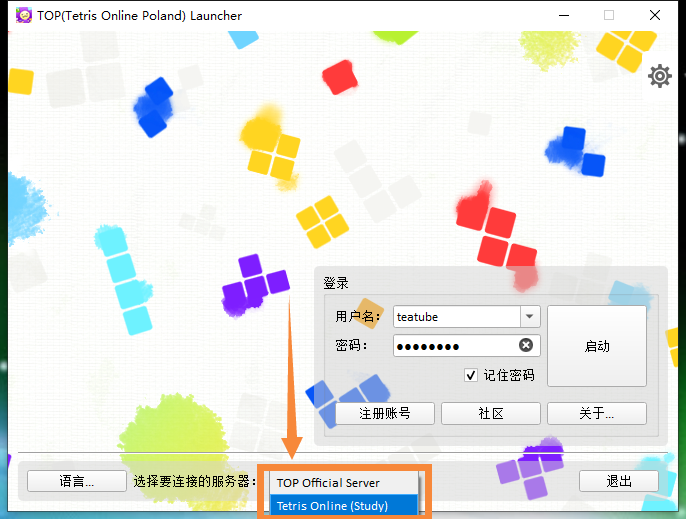 TOP(Tetris Online Poland) Launcher
登录
用户名:
teatube
密码:
启动
记住密码
注册账号
社区
关于...
语言...
选择要连接的服务器:
TOP Official Server
Tetris Online (Study)
退出